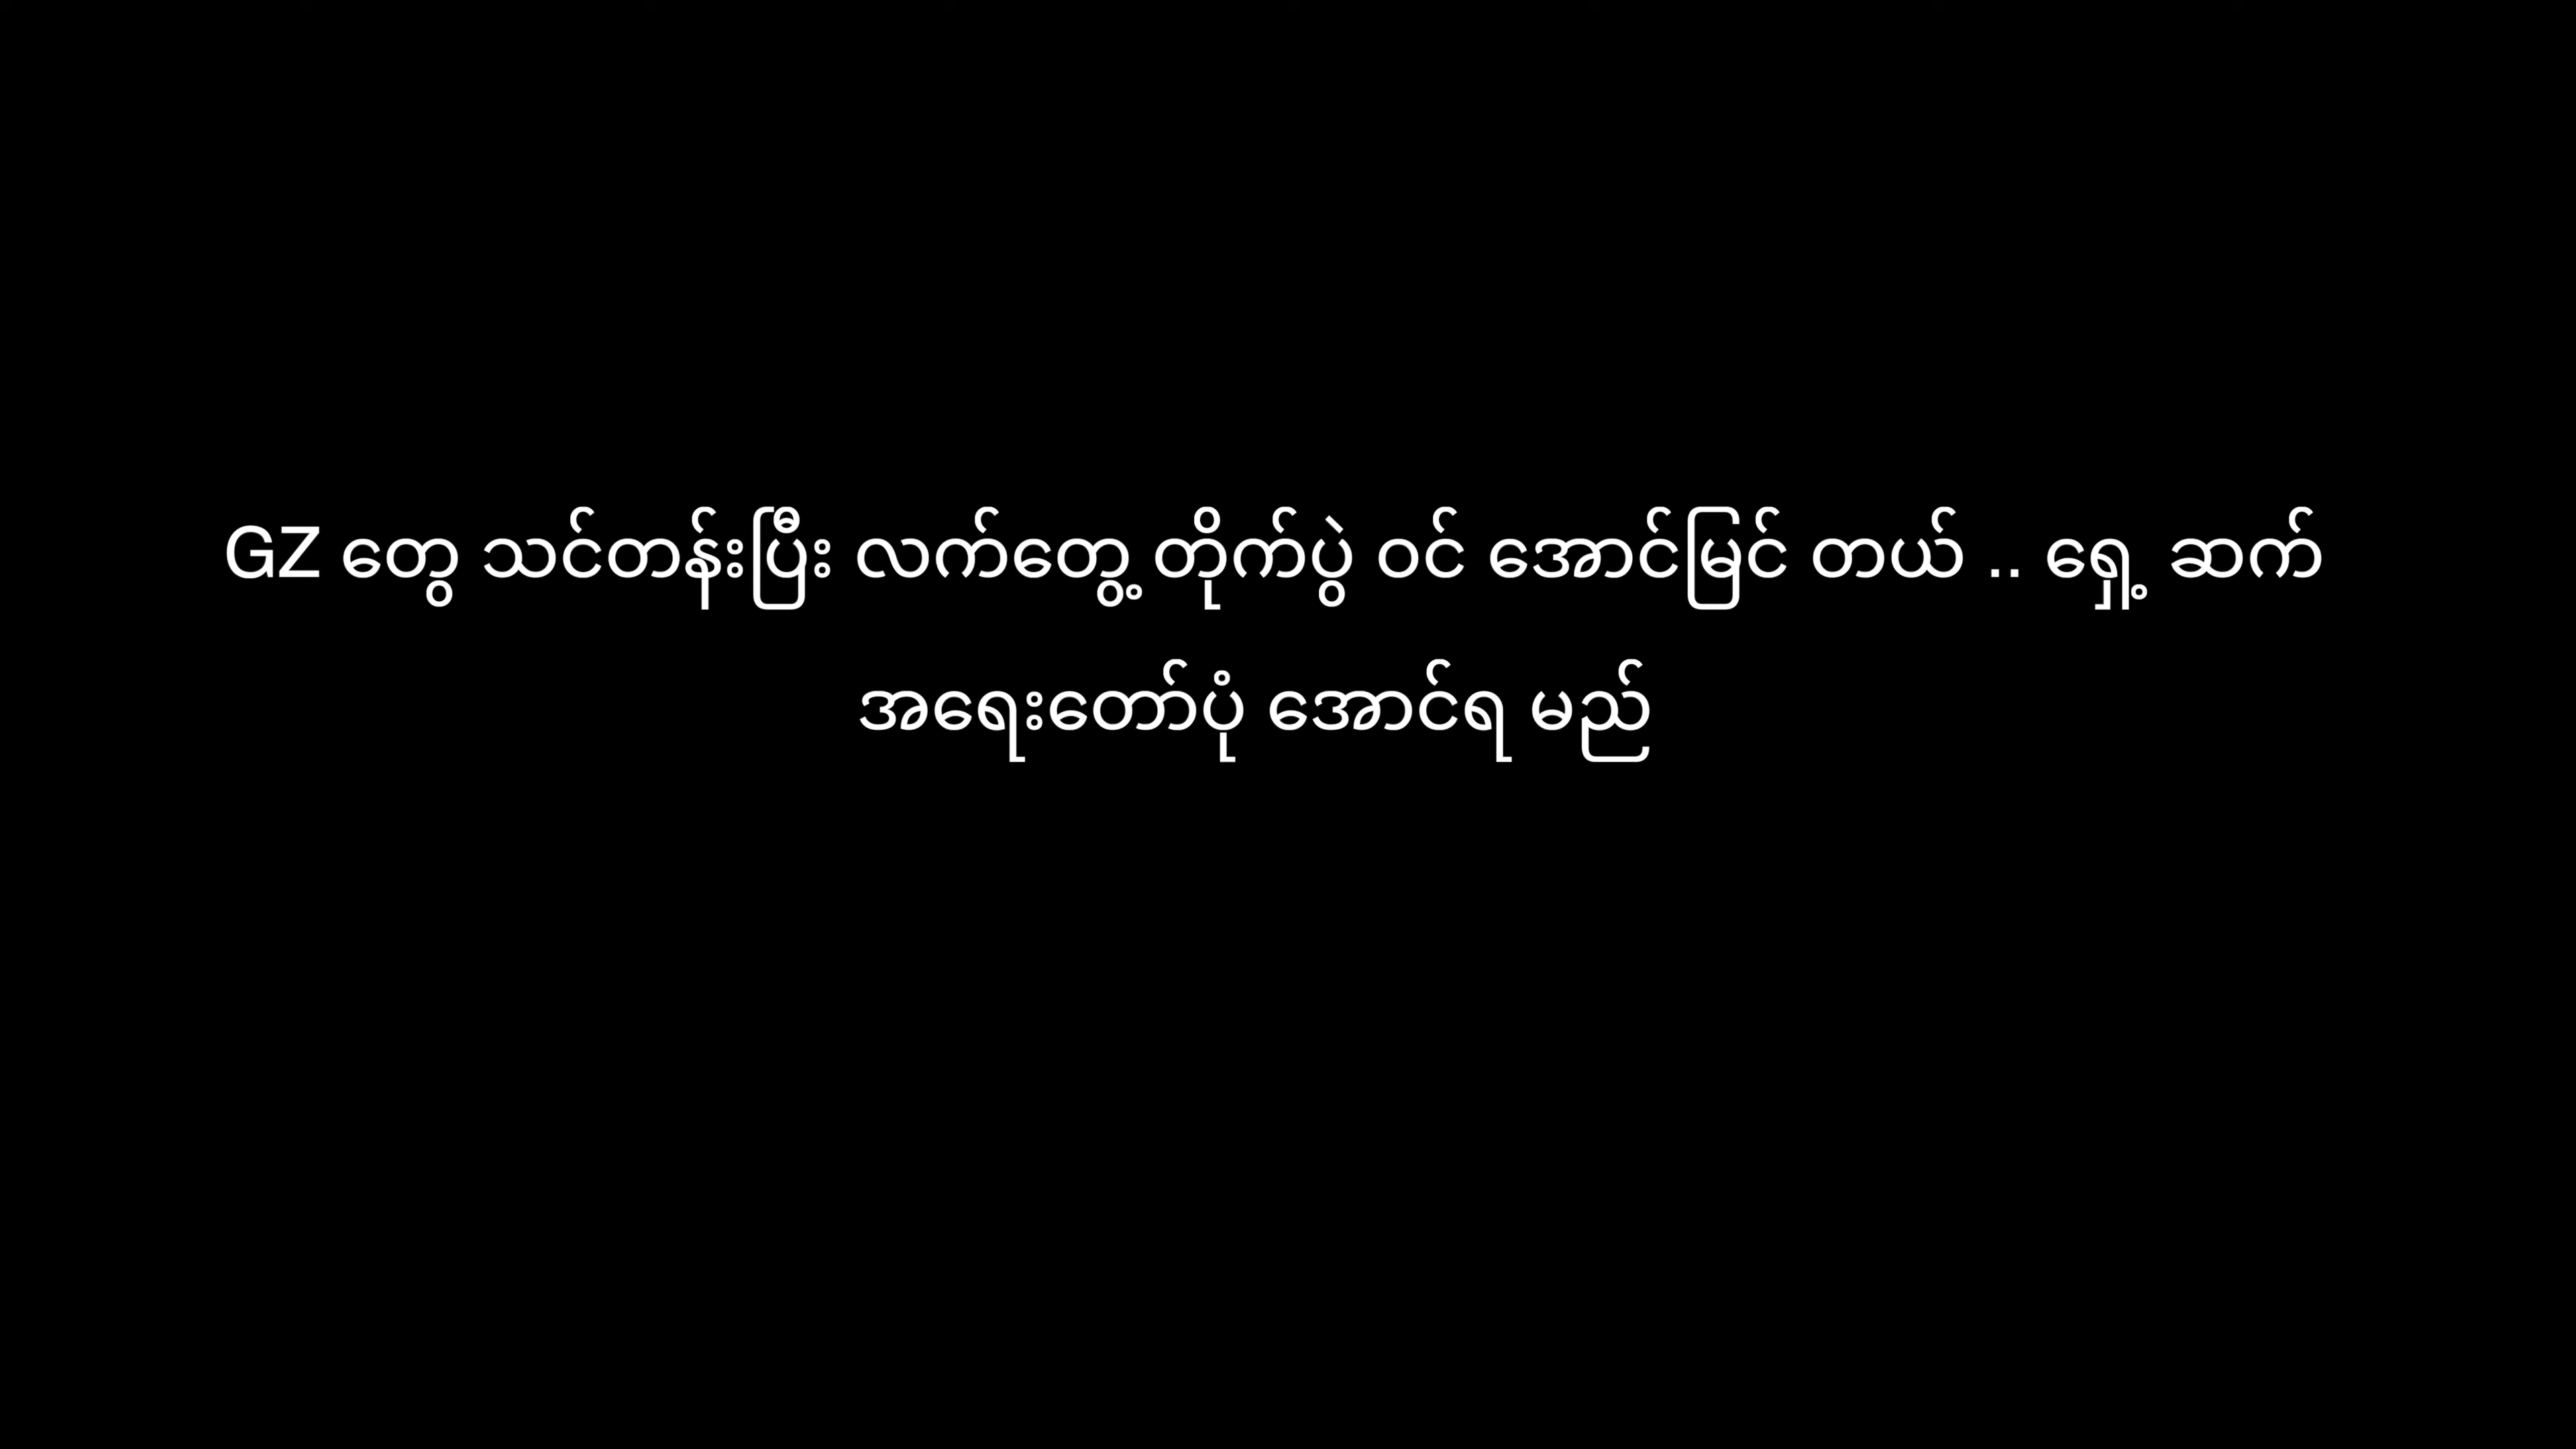 GZ တွေ သင်တန်းပြီး လက်တွေ့ တိုက်ပွဲ ဝင် အောင်မြင် တယ် .. ရှေ့ ဆက်
အရေးတော်ပုံ အောင်ရ မည်